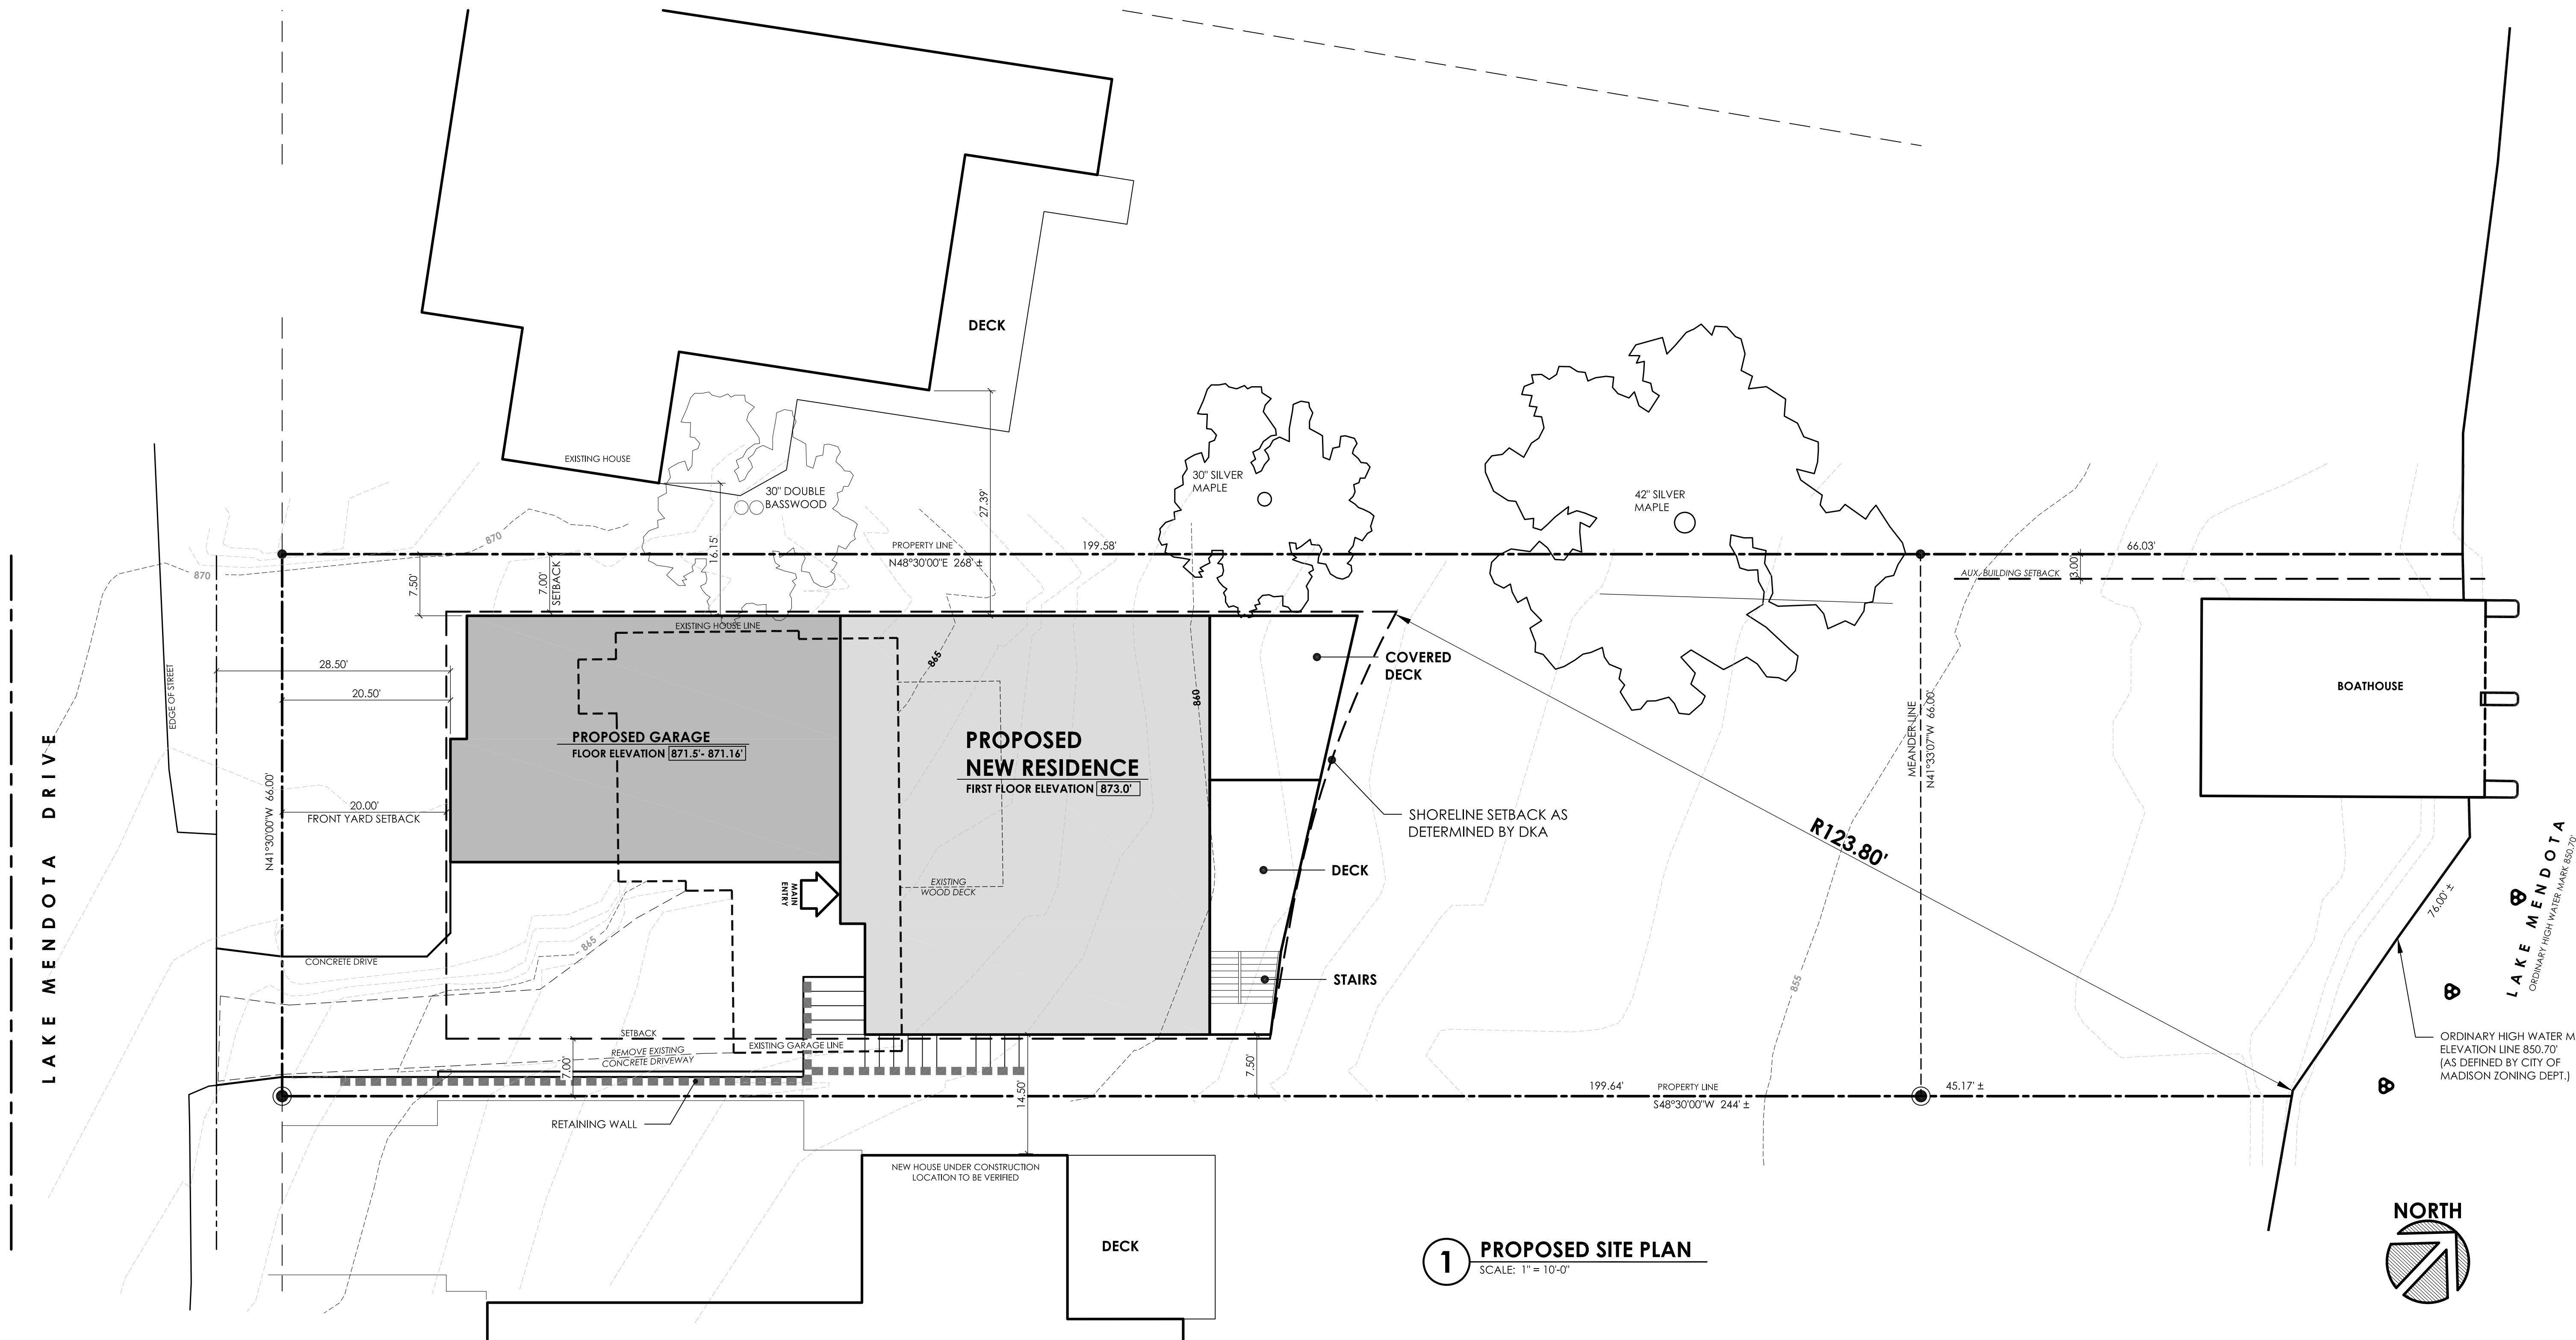 DECK
EXISTING HOUSE
30" DOUBLE
BASSWOOD
27.39'
16.15'
30" SILVER
MAPLE
42" SILVER
MAPLE
870
870
7.50'
7.00'
SETBACK
PROPERTY LINE
N48°30'00"E 268' ±
199.58'
66.03'
AUX. BUILDING SETBACK
3.00'
EXISTING HOUSE LINE
865
860
28.50'
20.50'
EDGE OF STREET
LAKE MENDOTA DRIVE
N41°30'00"W 66.00'
20.00'
FRONT YARD SETBACK
PROPOSED GARAGE
FLOOR ELEVATION 871.5'- 871.16'
PROPOSED
NEW RESIDENCE
FIRST FLOOR ELEVATION 873.0'
COVERED
DECK
SHORELINE SETBACK AS
DETERMINED BY DKA
DECK
STAIRS
MAIN
ENTRY
EXISTING
WOOD DECK
R123.80'
MEANDER LINE
N41°33'07"W 66.00'
BOATHOUSE
LAKE MENDOTA
ORDINARY HIGH WATER MARK 850.70'
76.00' ±
ORDINARY HIGH WATER M
ELEVATION LINE 850.70'
(AS DEFINED BY CITY OF
MADISON ZONING DEPT.)
855
CONCRETE DRIVE
865
SETBACK
REMOVE EXISTING
CONCRETE DRIVEWAY
EXISTING GARAGE LINE
7.00'
14.50'
7.50'
199.64'
PROPERTY LINE
S48°30'00"W 244' ±
45.17' ±
RETAINING WALL
NEW HOUSE UNDER CONSTRUCTION
LOCATION TO BE VERIFIED
DECK
1
PROPOSED SITE PLAN
SCALE: 1" = 10'-0"
NORTH